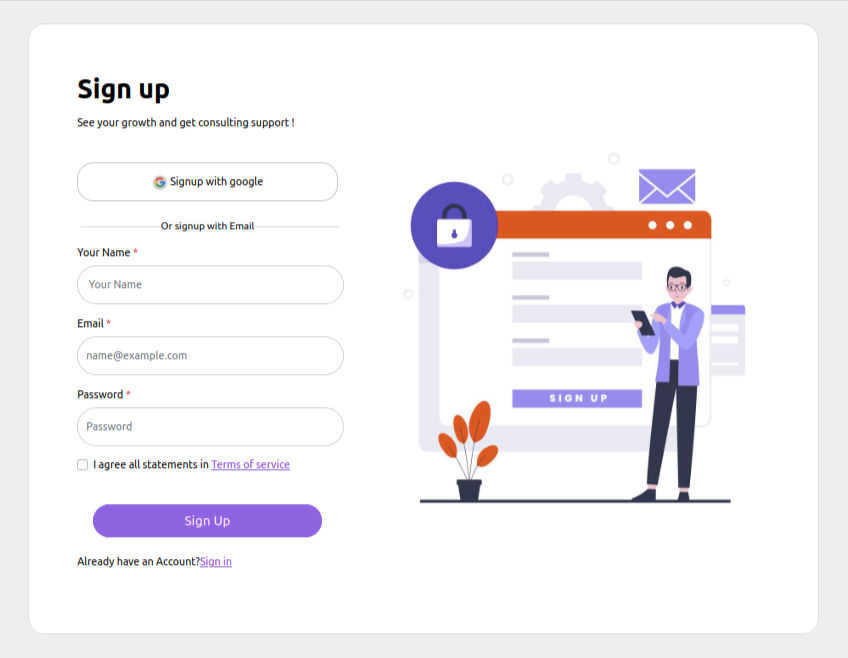 Sign up
See your growth and get consulting support !
Signup with google
Or signup with Email
Your Name *
Your Name
Email *
name@example.com
Password *
Password
I agree all statements in Terms of service
Sign Up
Already have an Account?Sign in
SIGN UP